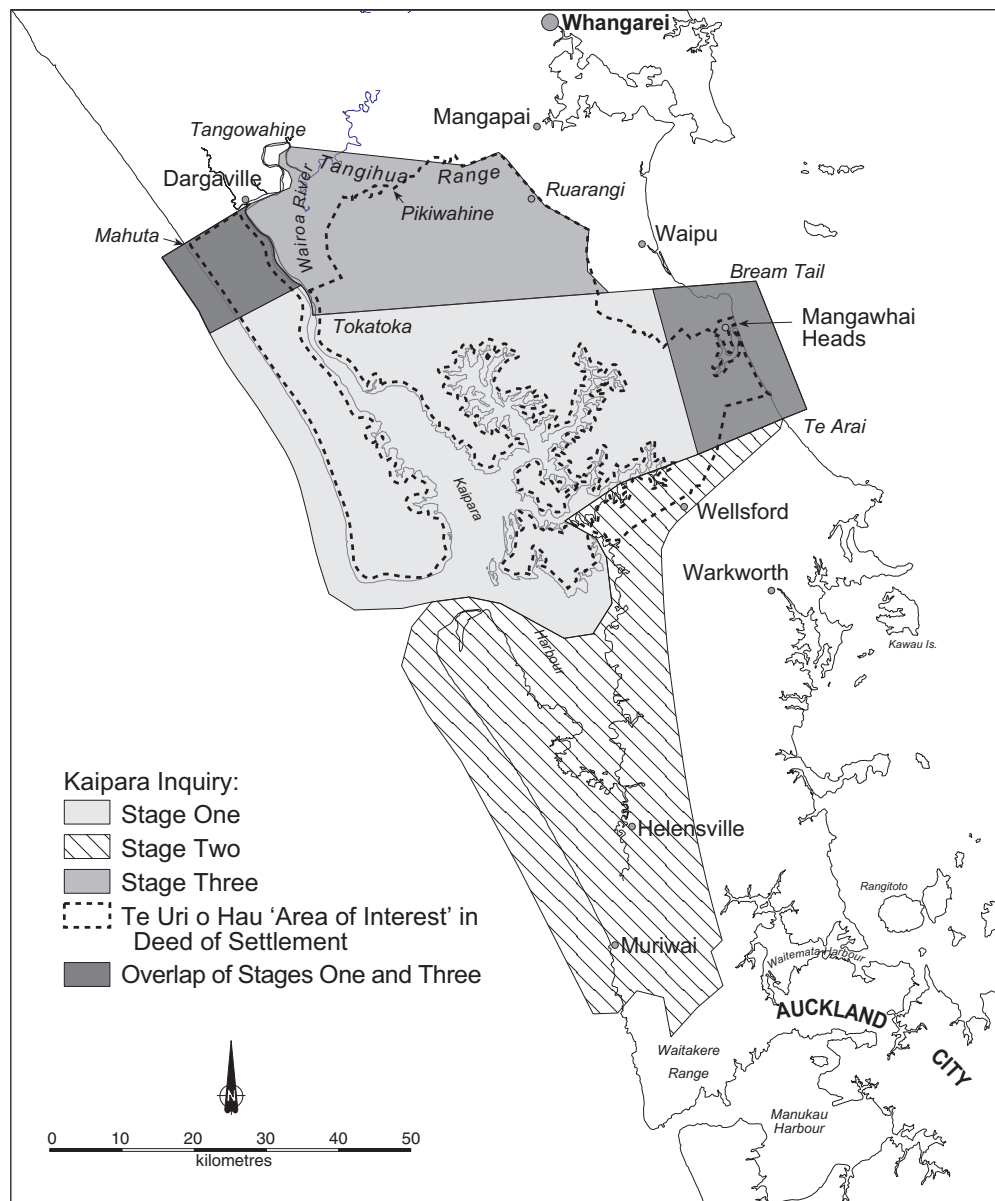 Whangarei
Mangapai
Tangowahine
Tangihua Range
Dargaville
Wairoa River
Pikiwahine
Ruarangi
Mahuta
Waipu
Bream Tail
Tokatoka
Mangawhai
Heads
Te Arai
Kaipara
Wellsford
Warkworth
Kawau Is.
Harbour
Kaipara Inquiry:
Stage One
Stage Two
Stage Three
Te Uri o Hau ‘Area of Interest’ in
Deed of Settlement
Overlap of Stages One and Three
Helensville
Rangitoto
Muriwai
Waitemata Harbour
AUCKLAND
CITY
Waitakere
Range
Manukau
Harbour
N
0 10 20 30 40 50
kilometres